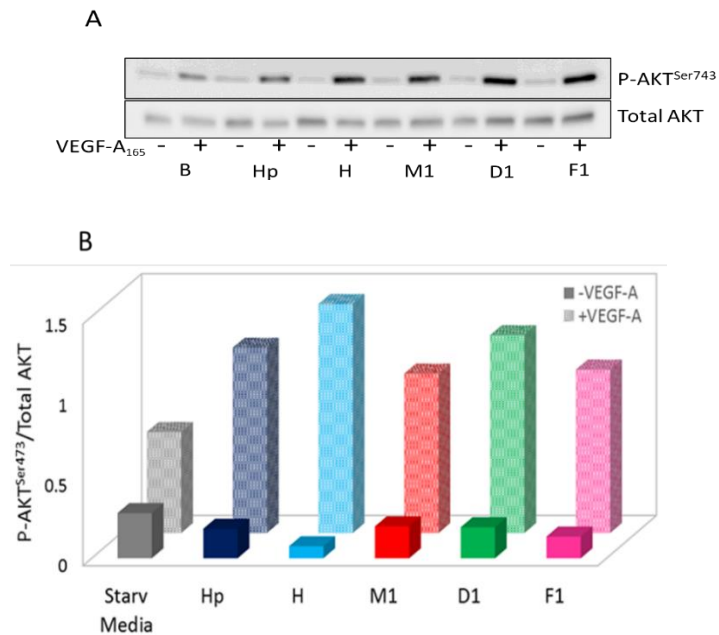 A
P-AKTSer743
Total AKT
VEGF-A165 - + - + - + - + - + - +
B Hp H M1 D1 F1
B
-VEGF-A
+VEGF-A
P-AKTSer473/Total AKT
1.5
1
0.5
0
Starv Media Hp H M1 D1 F1